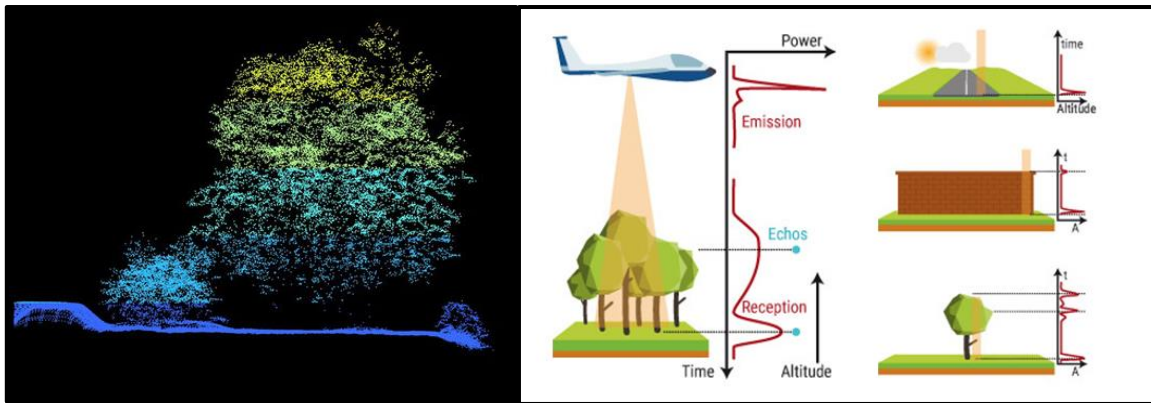 Power
Emission
Echos
Reception
Time
Altitude
time
Altitude
t
A
t
A